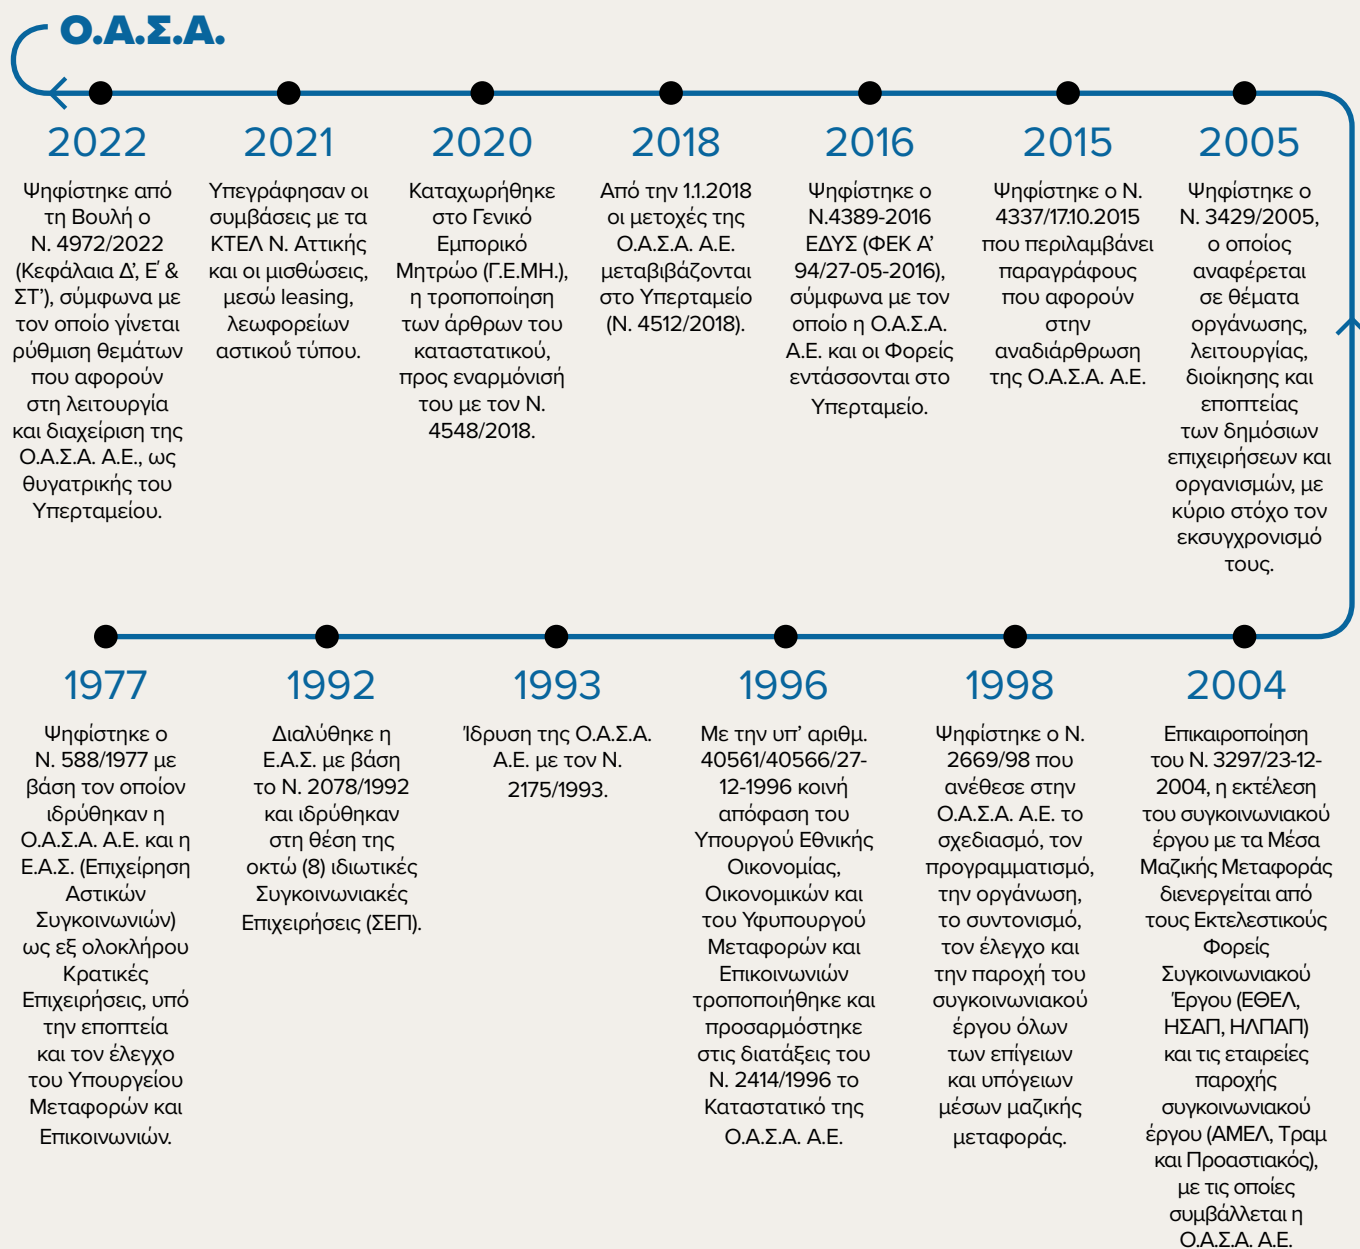 Ο.Α.Σ.Α.
2022
Ψηφίστηκε από
τη Βουλή ο
Ν. 4972/2022
(Κεφάλαια Δ’, Ε΄ &
ΣΤ’), σύμφωνα με
τον οποίο γίνεται
ρύθμιση θεμάτων
που αφορούν
στη λειτουργία
και διαχείριση της
Ο.Α.Σ.Α. Α.Ε., ως
θυγατρικής του
Υπερταμείου.
2021
Υπεγράφησαν οι
συμβάσεις με τα
ΚΤΕΛ Ν. Αττικής
και οι μισθώσεις,
μεσώ leasing,
λεωφορείων
αστικού τύπου.
2020
Καταχωρήθηκε
στο Γενικό
Εμπορικό
Μητρώο (Γ.Ε.ΜΗ.),
η τροποποίηση
των άρθρων του
καταστατικού,
προς εναρμόνισή
του με τον Ν.
4548/2018.
2018
Από την 1.1.2018
οι μετοχές της
Ο.Α.Σ.Α. Α.Ε.
μεταβιβάζονται
στο Υπερταμείο
(Ν. 4512/2018).
2016
Ψηφίστηκε ο
Ν.4389-2016
ΕΔΥΣ (ΦΕΚ Α’
94/27-05-2016),
σύμφωνα με τον
οποίο η Ο.Α.Σ.Α.
Α.Ε. και οι Φορείς
εντάσσονται στο
Υπερταμείο.
2015
Ψηφίστηκε ο Ν.
4337/17.10.2015
που περιλαμβάνει
παραγράφους
που αφορούν
στην
αναδιάρθρωση
της Ο.Α.Σ.Α. Α.Ε.
2005
Ψηφίστηκε ο
Ν. 3429/2005,
ο οποίος
αναφέρεται
σε θέματα
οργάνωσης,
λειτουργίας,
διοίκησης και
εποπτείας
των δημόσιων
επιχειρήσεων και
οργανισμών, με
κύριο στόχο τον
εκσυγχρονισμό
τους.
1977
Ψηφίστηκε ο
Ν. 588/1977 με
βάση τον οποίον
ιδρύθηκαν η
Ο.Α.Σ.Α. Α.Ε. και η
Ε.Α.Σ. (Επιχείρηση
Αστικών
Συγκοινωνιών)
ως εξ ολοκλήρου
Κρατικές
Επιχειρήσεις, υπό
την εποπτεία
και τον έλεγχο
του Υπουργείου
Μεταφορών και
Επικοινωνιών.
1992
Διαλύθηκε η
Ε.Α.Σ. με βάση
το Ν. 2078/1992
και ιδρύθηκαν
στη θέση της
οκτώ (8) ιδιωτικές
Συγκοινωνιακές
Επιχειρήσεις (ΣΕΠ).
1993
Ίδρυση της Ο.Α.Σ.Α.
Α.Ε. με τον Ν.
2175/1993.
1996
Με την υπ’ αριθμ.
40561/40566/27-
12-1996 κοινή
απόφαση του
Υπουργού Εθνικής
Οικονομίας,
Οικονομικών και
του Υφυπουργού
Μεταφορών και
Επικοινωνιών
τροποποιήθηκε και
προσαρμόστηκε
στις διατάξεις του
Ν. 2414/1996 το
Καταστατικό της
Ο.Α.Σ.Α. Α.Ε.
1998
Ψηφίστηκε ο Ν.
2669/98 που
ανέθεσε στην
Ο.Α.Σ.Α. Α.Ε. το
σχεδιασμό, τον
προγραμματισμό,
την οργάνωση,
το συντονισμό,
τον έλεγχο και
την παροχή του
συγκοινωνιακού
έργου όλων
των επίγειων
και υπόγειων
μέσων μαζικής
μεταφοράς.
2004
Επικαιροποίηση
του Ν. 3297/23-12-
2004, η εκτέλεση
του συγκοινωνιακού
έργου με τα Μέσα
Μαζικής Μεταφοράς
διενεργείται από
τους Εκτελεστικούς
Φορείς
Συγκοινωνιακού
Έργου (ΕΘΕΛ,
ΗΣΑΠ, ΗΛΠΑΠ)
και τις εταιρείες
παροχής
συγκοινωνιακού
έργου (ΑΜΕΛ, Τραμ
και Προαστιακός),
με τις οποίες
συμβάλλεται η
Ο.Α.Σ.Α. Α.Ε.